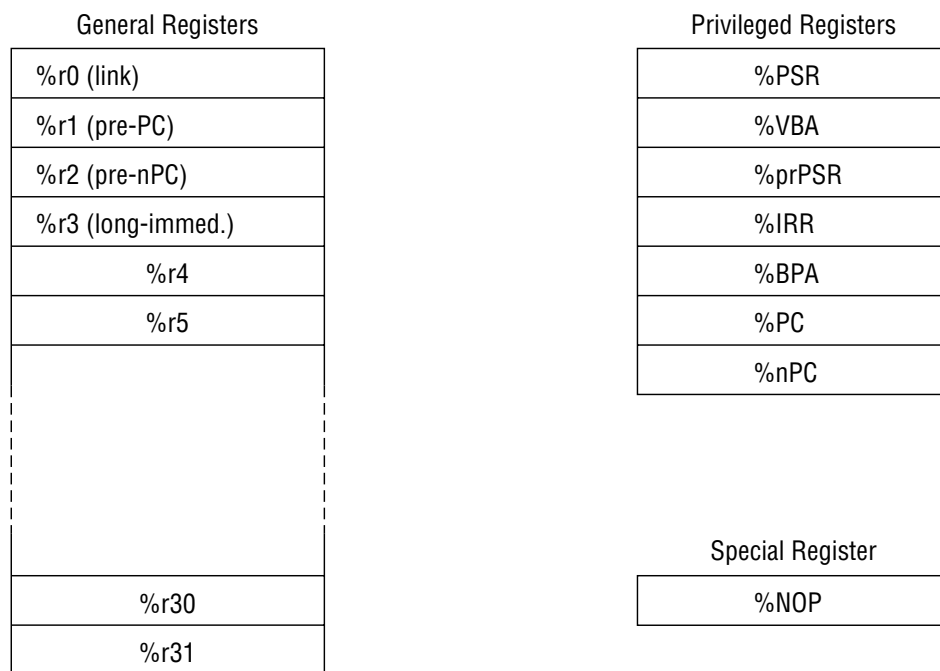 General Registers
%r0 (link)
%r1 (pre-PC)
%r2 (pre-nPC)
%r3 (long-immed.)
%r4
%r5
%r30
%r31
Privileged Registers
%PSR
%VBA
%prPSR
%IRR
%BPA
%PC
%nPC
Special Register
%NOP